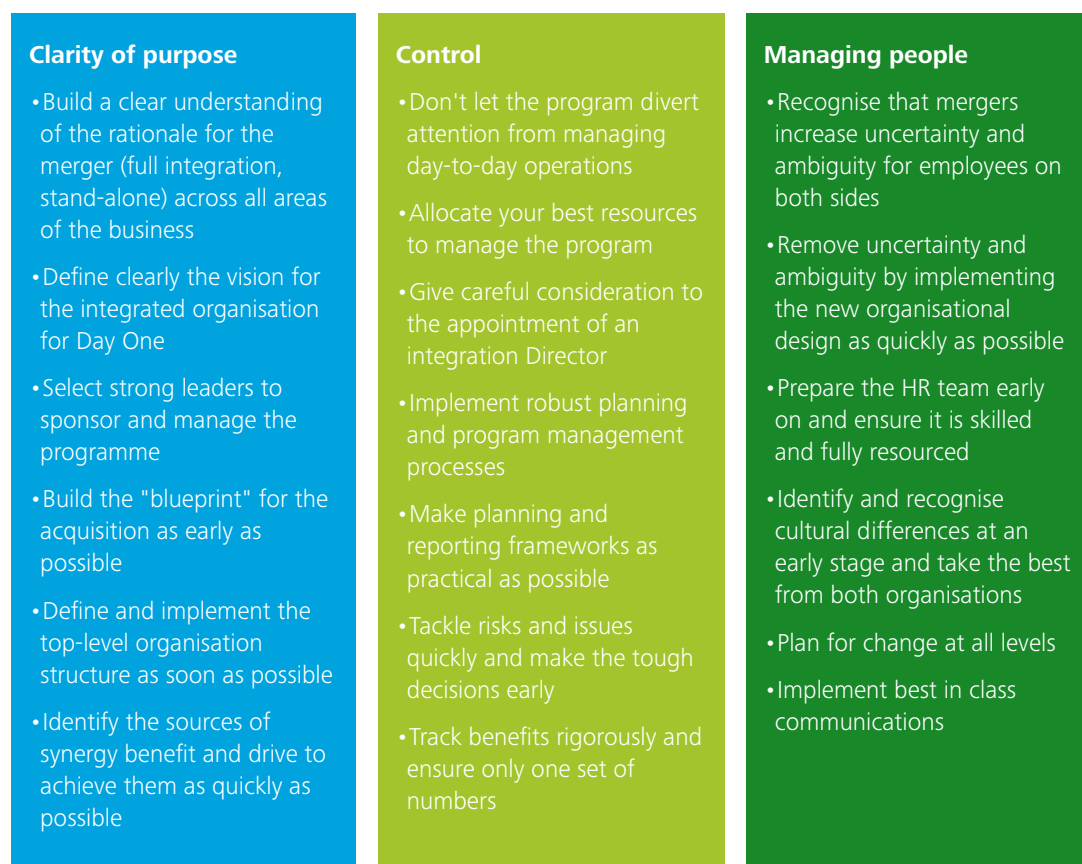 Clarity of purpose
•Build a clear understanding
of the rationale for the
merger (full integration,
stand-alone) across all areas
of the business
•Define clearly the vision for
the integrated organisation
for Day One
•Select strong leaders to
sponsor and manage the
programme
•Build the "blueprint" for the
acquisition as early as
possible
•Define and implement the
top-level organisation
structure as soon as possible
•Identify the sources of
synergy benefit and drive to
achieve them as quickly as
possible
Control
•Don't let the program divert
attention from managing
day-to-day operations
•Allocate your best resources
to manage the program
•Give careful consideration to
the appointment of an
integration Director
•Implement robust planning
and program management
processes
•Make planning and
reporting frameworks as
practical as possible
•Tackle risks and issues
quickly and make the tough
decisions early
•Track benefits rigorously and
ensure only one set of
numbers
Managing people
•Recognise that mergers
increase uncertainty and
ambiguity for employees on
both sides
•Remove uncertainty and
ambiguity by implementing
the new organisational
design as quickly as possible
•Prepare the HR team early
on and ensure it is skilled
and fully resourced
•Identify and recognise
cultural differences at an
early stage and take the best
from both organisations
•Plan for change at all levels
•Implement best in class
communications